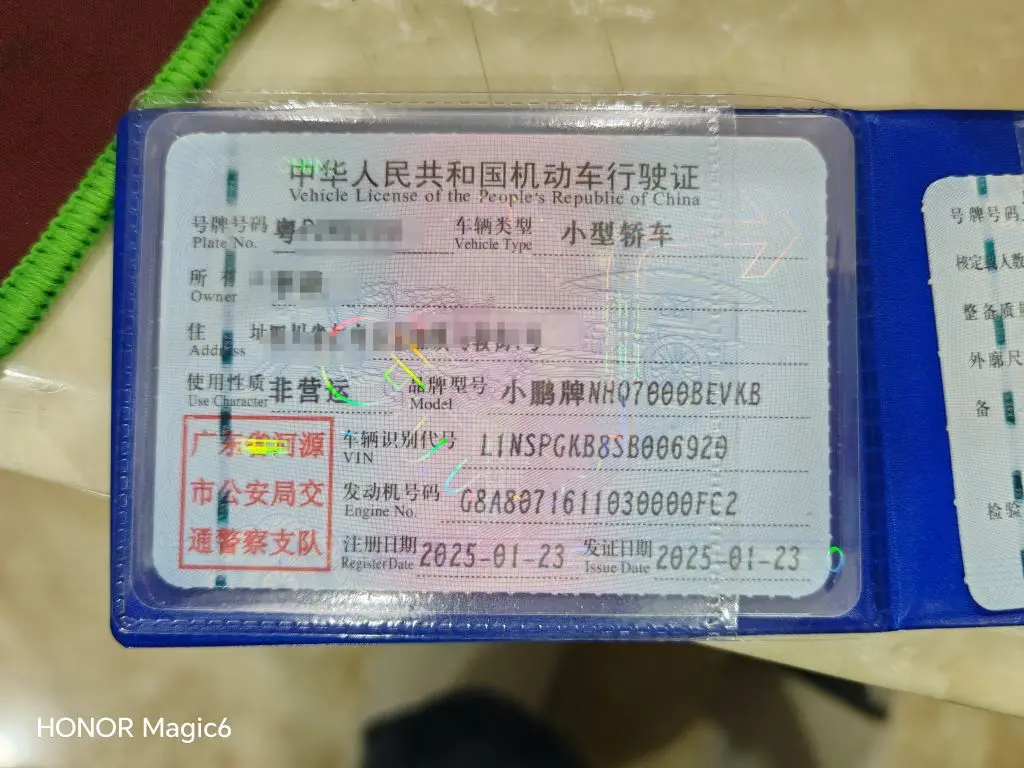 中华人民共和国机动车行驶证
Vehicle License of the People's Republic of China
号牌号码 粤 车辆类型 小型轿车
Plate No. Vehicle Type
所有
Owner
住 址
Address
使用性质 非营运 品牌型号 小鹏牌NHQ7000BEVKB
Use Character Model
广东省河源
市公安局交
通警察支队
车辆识别代号 L1NSPGKB8SB006920
VIN
发动机号码 G8A8071611030000FC2
Engine No.
注册日期 2025-01-23 发证日期 2025-01-23
Register Date Issue Date
号牌号码
核定 人数
整备质
外廓尺
备
检验
HONOR Magic6